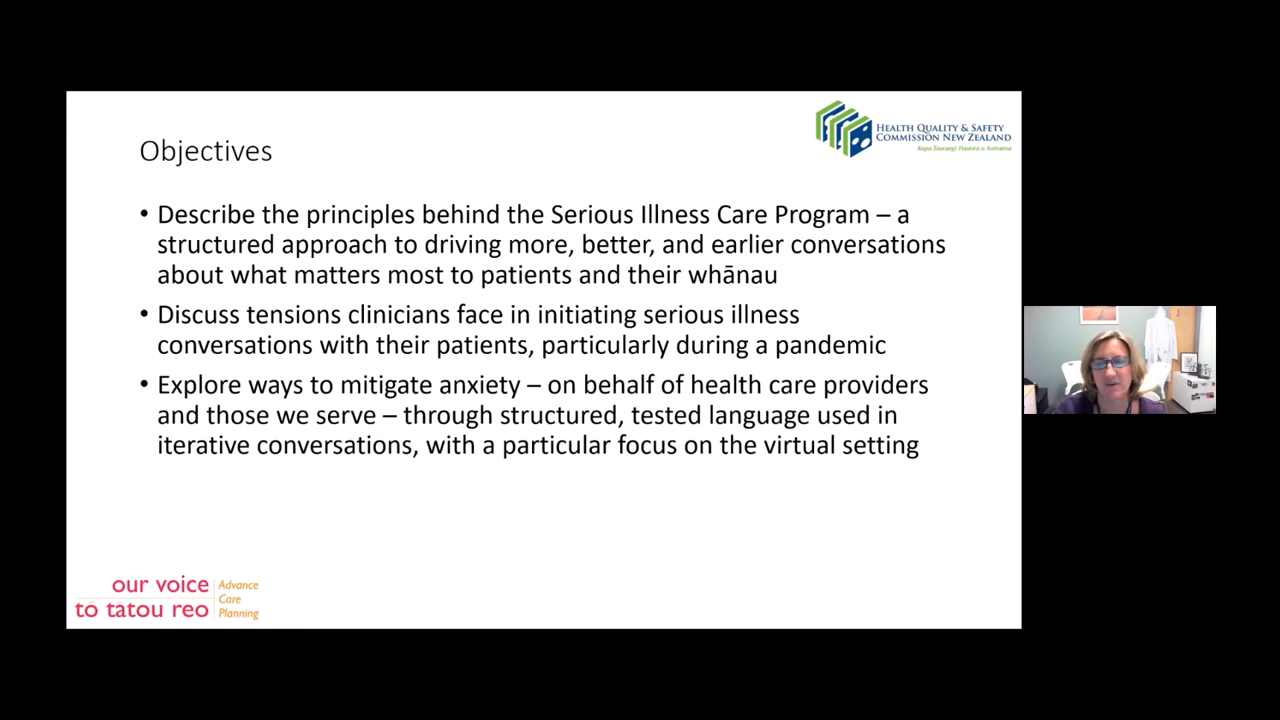 Objectives
HEALTH QUALITY & SAFETY
COMMISSION NEW ZEALAND
Kupu Taurangi Hauora o Aotearoa
• Describe the principles behind the Serious Illness Care Program – a
structured approach to driving more, better, and earlier conversations
about what matters most to patients and their whānau
• Discuss tensions clinicians face in initiating serious illness
conversations with their patients, particularly during a pandemic
• Explore ways to mitigate anxiety – on behalf of health care providers
and those we serve – through structured, tested language used in
iterative conversations, with a particular focus on the virtual setting
our voice
tō tātou reo
Advance
Care
Planning